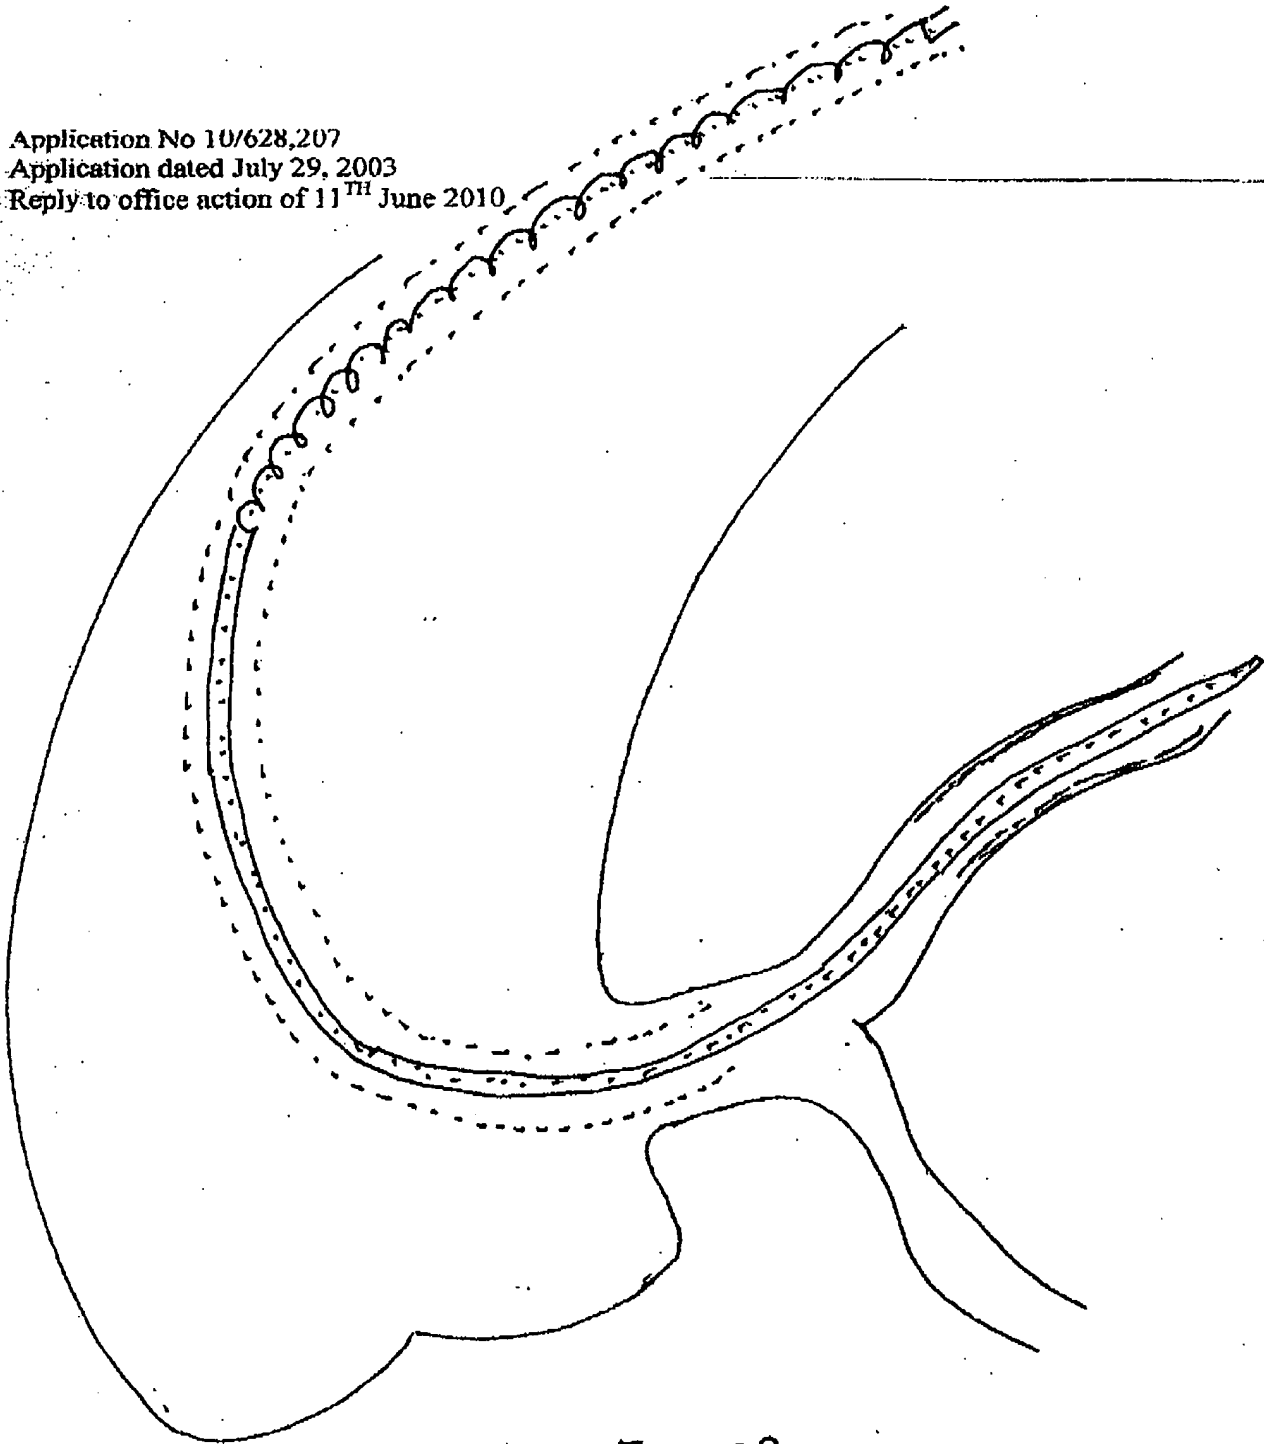 Application No 10/628,207
Application dated July 29, 2003
Reply to office action of 11TH June 2010